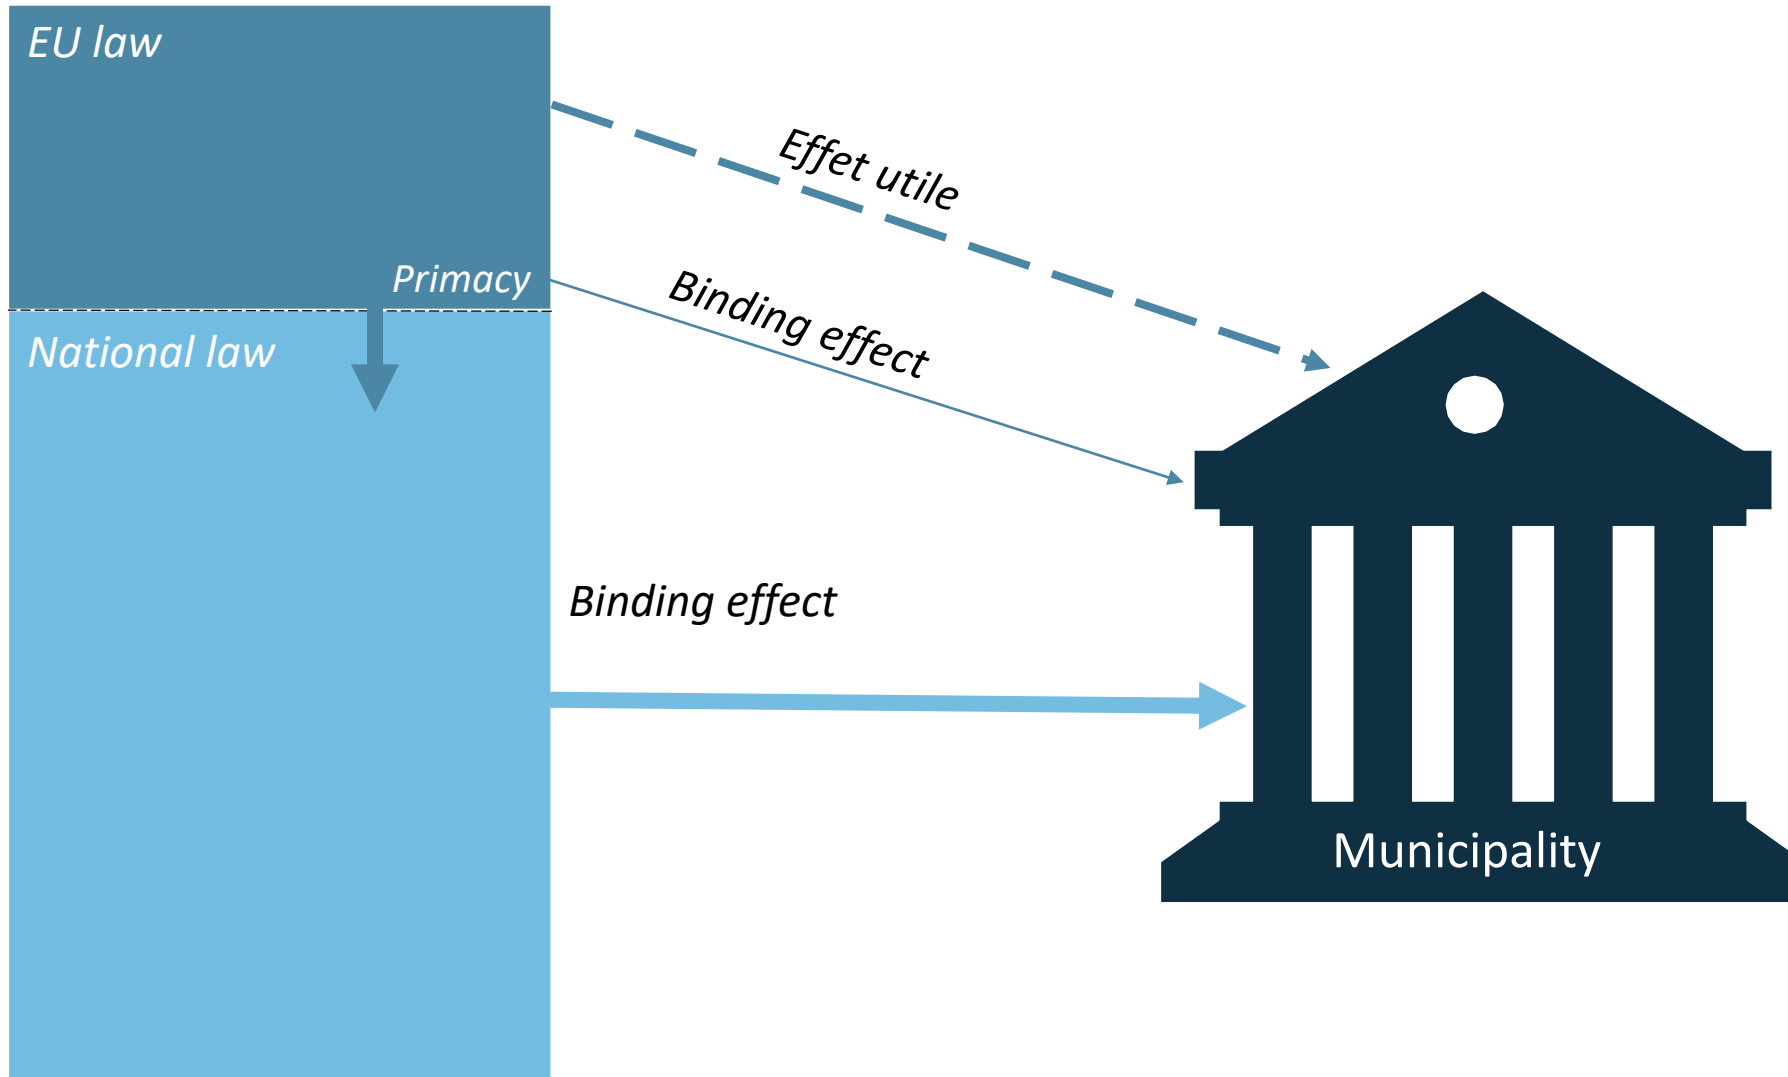 EU law
Effet utile
Primacy
Binding effect
National law
Binding effect
Municipality